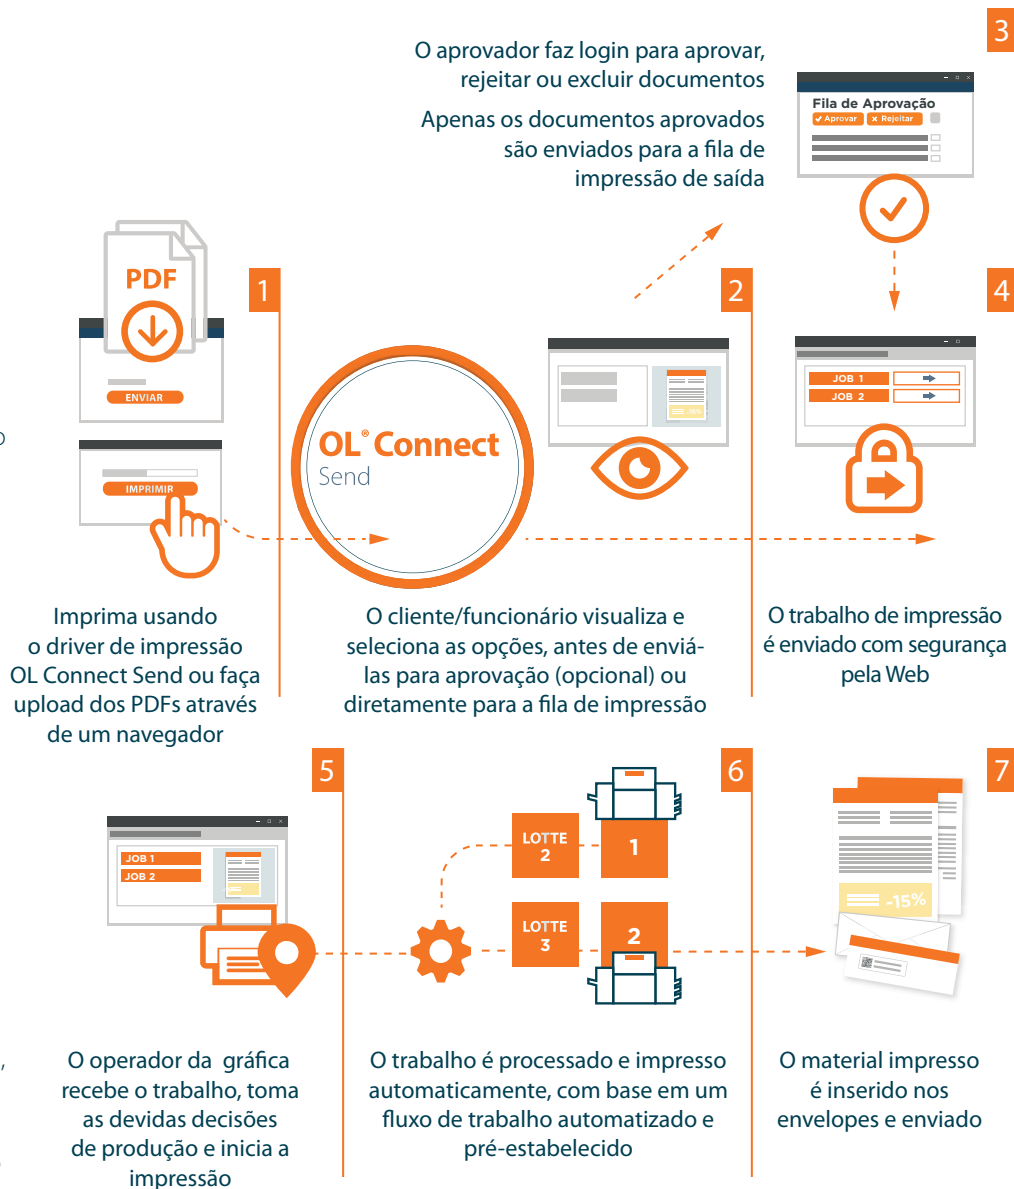 3
O aprovador faz login para aprovar,
rejeitar ou excluir documentos
Apenas os documentos aprovados
são enviados para a fila de
impressão de saída
Fila de Aprovação
Aprovar
Rejeitar
PDF
ENVIAR
IMPRIMIR
1
OL® Connect
Send
2
-15%
4
JOB 1
JOB 2
Imprima usando
o driver de impressão
OL Connect Send ou faça
upload dos PDFs através
de um navegador
O cliente/funcionário visualiza e
seleciona as opções, antes de enviá-
las para aprovação (opcional) ou
diretamente para a fila de impressão
O trabalho de impressão
é enviado com segurança
pela Web
5
JOB 1
JOB 2
6
LOTTE
2
1
LOTTE
3
2
7
-15%
O operador da gráfica
recebe o trabalho, toma
as devidas decisões
de produção e inicia a
impressão
O trabalho é processado e impresso
automaticamente, com base em um
fluxo de trabalho automatizado e
pré-estabelecido
O material impresso
é inserido nos
envelopes e enviado